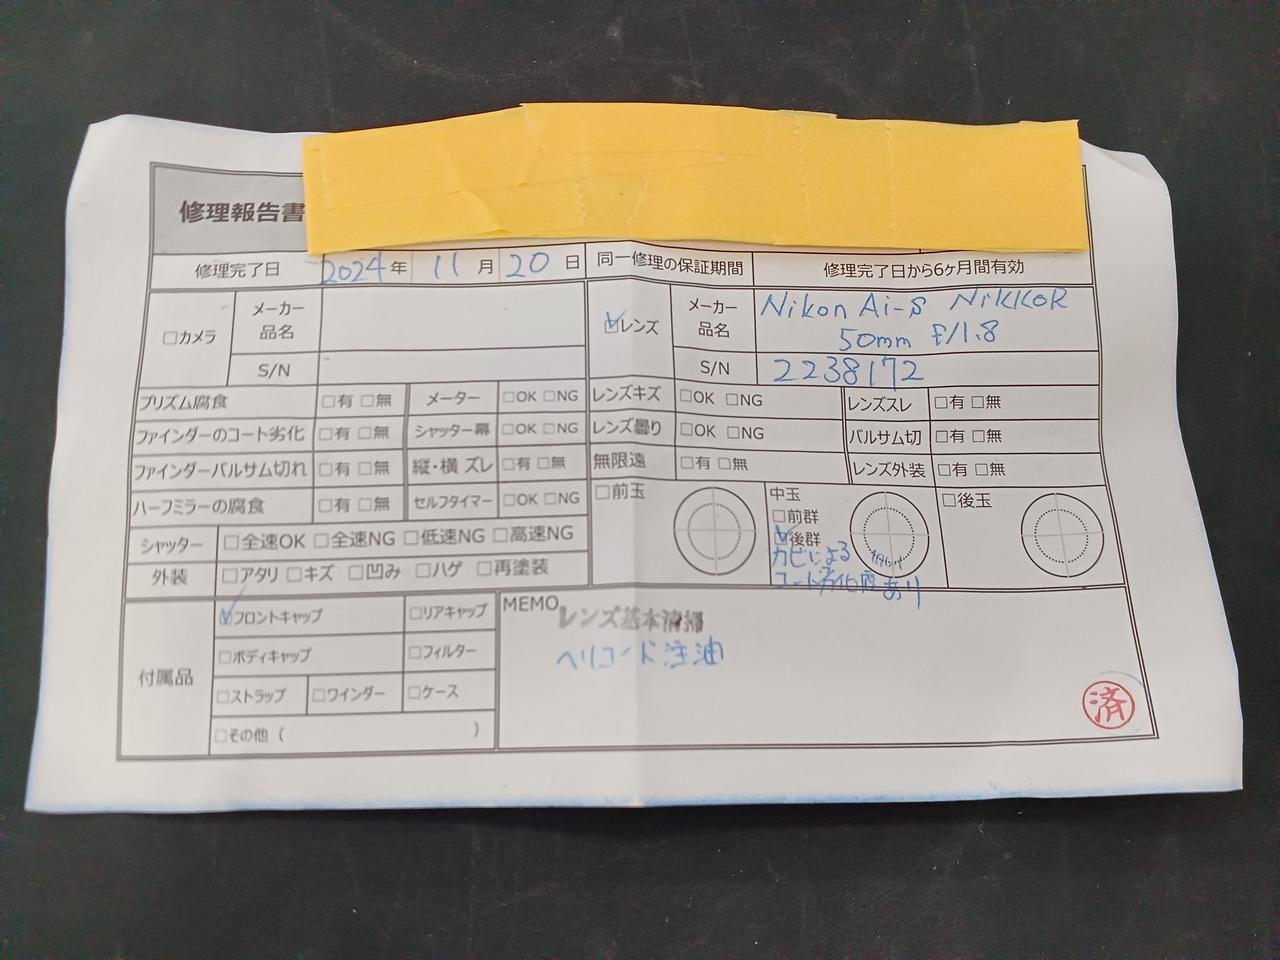 修理報告書
修理完了日 2024年 11月 20日 同一修理の保証期間 修理完了日から6ヶ月間有効
□カメラ メーカー品名 ☑レンズ メーカー品名 Nikon Ai-s NIKKOR
50mm F/1.8
S/N S/N 2238172
プリズム腐食 □有 □無 メーター □OK □NG レンズキズ □OK □NG レンズスレ □有 □無
ファインダーのコート劣化 □有 □無 シャッター幕 □OK □NG レンズ曇り □OK □NG バルサム切 □有 □無
ファインダーバルサム切れ □有 □無 縦・横 ズレ □有 □無 無限遠 □有 □無 レンズ外装 □有 □無
ハーフミラーの腐食 □有 □無 セルフタイマー □OK □NG □前玉 中玉 □後玉
□前群
☑後群
カビによる
コート劣化 あり
シャッター □全速OK □全速NG □低速NG □高速NG
外装 □アタリ □キズ □凹み □ハゲ □再塗装
付属品 ☑フロントキャップ □リアキャップ
□ボディキャップ □フィルター
□ストラップ □ワインダー □ケース
□その他 ( )
MEMO レンズ基本清掃
ヘリコイド注油
済